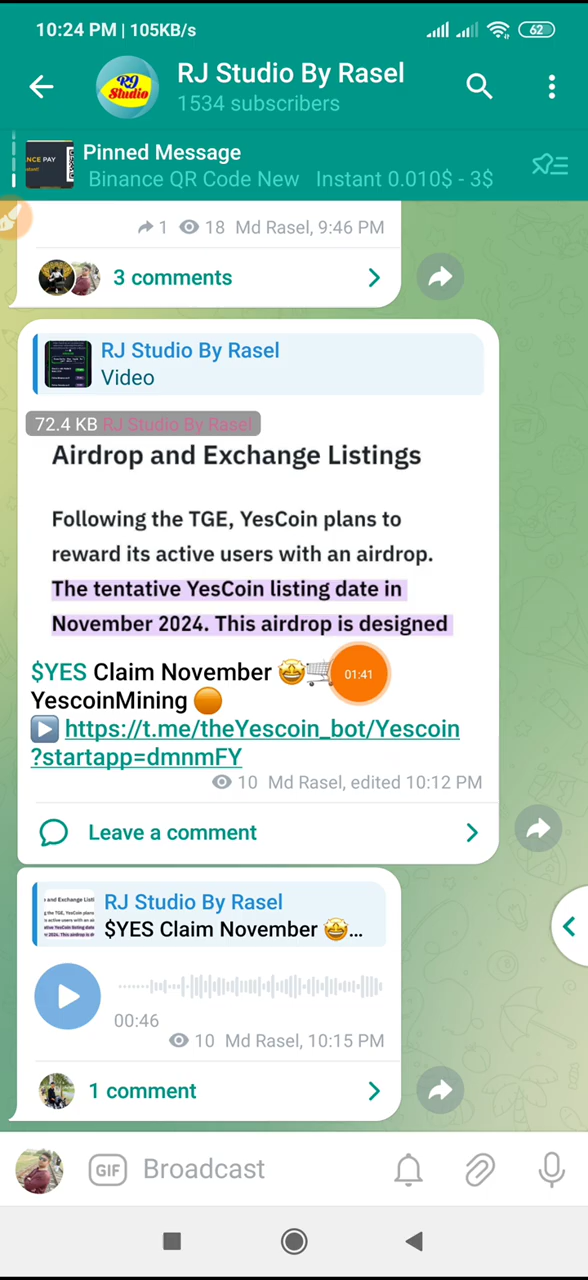 10:24 PM | 105KB/s
62
RJ Studio
RJ Studio By Rasel
1534 subscribers
NCE PAY
Pinned Message
Binance QR Code New Instant 0.010$ - 3$
1 18 Md Rasel, 9:46 PM
3 comments
RJ Studio By Rasel
Video
72.4 KB RJ Studio By Rasel
Airdrop and Exchange Listings
Following the TGE, YesCoin plans to
reward its active users with an airdrop.
The tentative YesCoin listing date in
November 2024. This airdrop is designed
$YES Claim November 🤩🛒
01:41
YescoinMining 🟠
▶️ https://t.me/theYescoin_bot/Yescoin
?startapp=dmnmFY
10 Md Rasel, edited 10:12 PM
Leave a comment
RJ Studio By Rasel
$YES Claim November 🤩...
00:46
10 Md Rasel, 10:15 PM
1 comment
GIF Broadcast